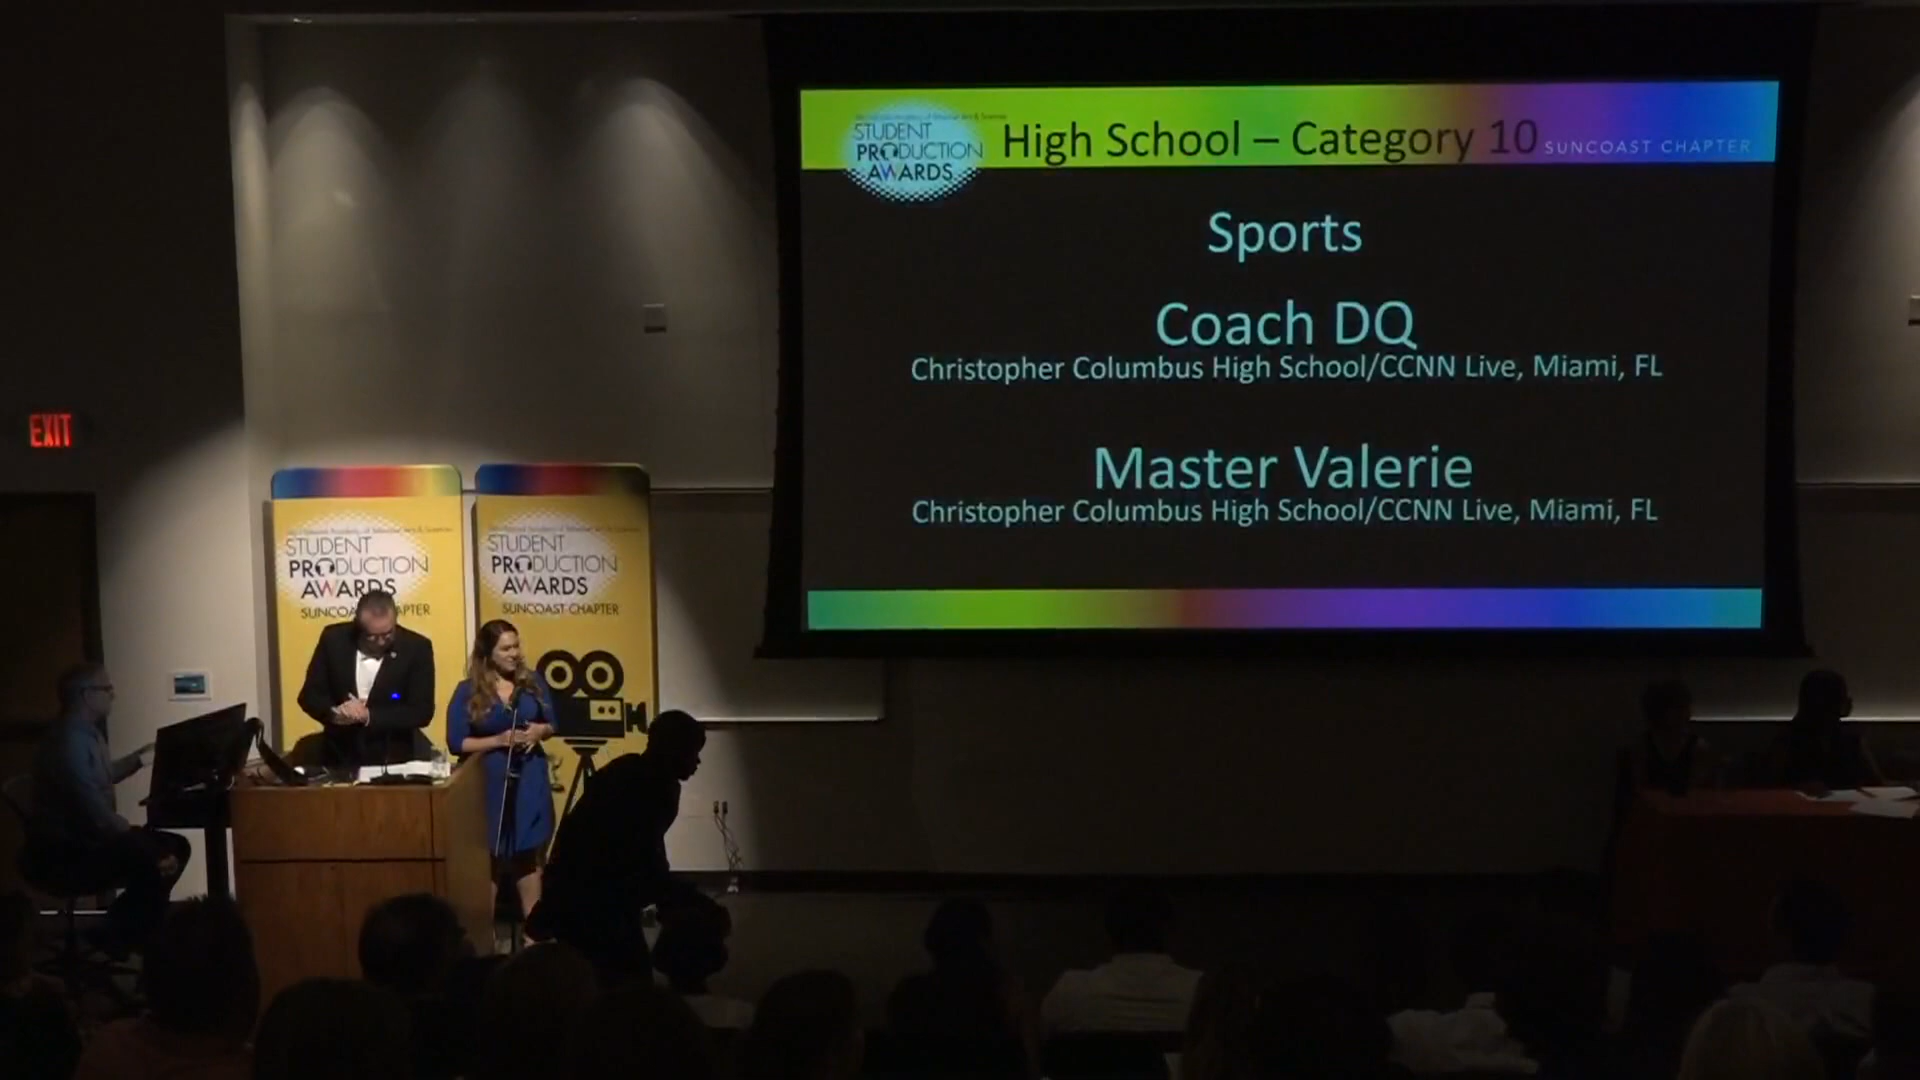 STUDENT
PRODUCTION
AWARDS
High School – Category 10
SUNCOAST CHAPTER
Sports
Coach DQ
Christopher Columbus High School/CCNN Live, Miami, FL
Master Valerie
Christopher Columbus High School/CCNN Live, Miami, FL
EXIT
STUDENT
PRODUCTION
AWARDS
STUDENT
PRODUCTION
AWARDS
SUNCOAST CHAPTER